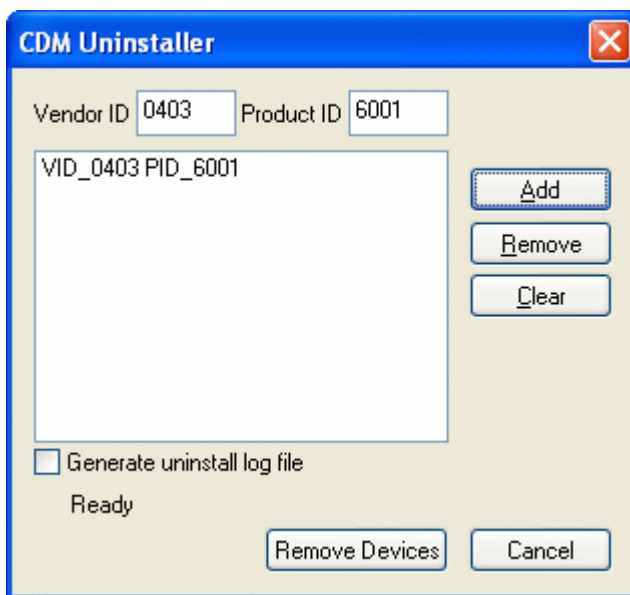 CDM Uninstaller
Vendor ID 0403 Product ID 6001
VID_0403 PID_6001
Add
Remove
Clear
Generate uninstall log file
Ready
Remove Devices Cancel